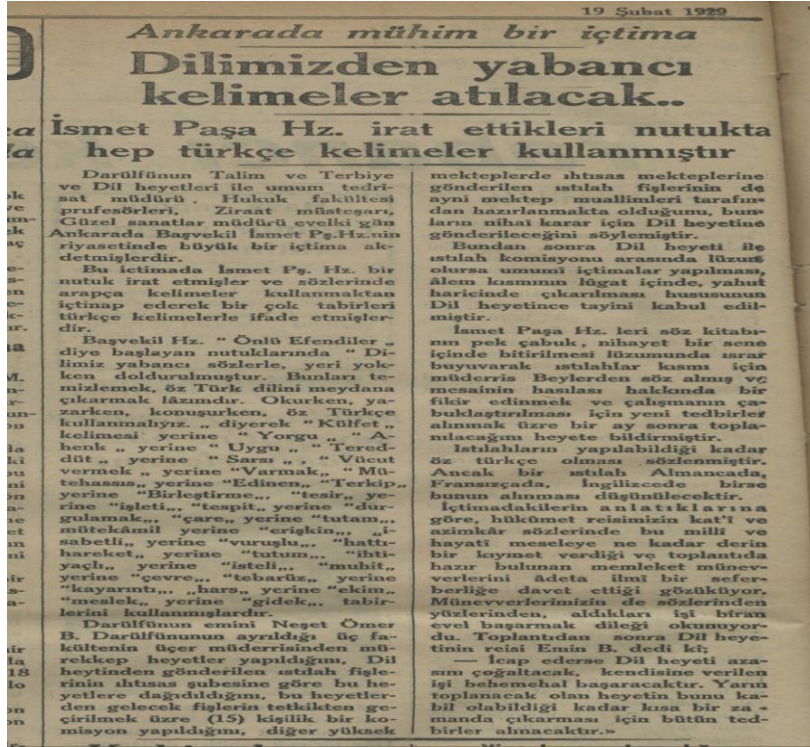 19 Şubat 1929
Ankarada mühim bir içtima
Dilimizden yabancı
kelimeler atılacak..
İsmet Paşa Hz. irat ettikleri nutukta
hep türkçe kelimeler kullanmıştır
Darülfünun Talim ve Terbiye
ve Dil heyetleri ile umum tedri-
sat müdürü . Hukuk fakültesi
prufesörleri, Ziraat müsteşarı,
Güzel sanatlar müdürü evelki gün
Ankarada Başvekil İsmet Pş.Hz.nin
riyasetinde büyük bir içtima ak-
detmişlerdir.
Bu ictimada İsmet Pş. Hz. bir
nutuk irat etmişler ve sözlerinde
arapça kelimeler kullanmaktan
içtinap ederek bir çok tabirleri
türkçe kelimelerle ifade etmişler-
dir.
Başvekil Hz. “ Önlü Efendiler „
diye başlayan nutuklarında “ Di-
limiz yabancı sözlerle, yeri yok-
ken doldurulmuştur. Bunları te-
mizlemek, öz Türk dilini meydana
çıkarmak lâzımdır. Okurken, ya-
zarken, konuşurken, öz Türkçe
kullanmalıyız. „ diyerek “ Külfet „
kelimesi yerine “ Yorgu „ “ A-
henk „ yerine “ Uygu „ “ Tered-
düt „ yerine “ Sarsı „ , “ Vücut
vermek „ yerine “Varmak„ “ Mü-
tehassıs„ yerine “Edinen„ “Terkip„
yerine “Birleştirme„, “tesir„ ye-
rine “işleti„, “tespit„ yerine “dur-
gulamak„, “çare„ yerine “tutam„,
mütekâmil yerine “erişkin„, „i-
sabetli„ yerine “vuruşlu„, “hattı-
hareket„ yerine “tutum„, “ihti-
yaçlı„ yerine “isteli„, “muhit„
yerine “çevre„, “tebarüz„ yerine
“kayarıntı„, „hars„ yerine “ekim„
“meslek„ yerine “gidek„, tabir-
lerini kullanmışlardır.
Darülfünun emini Neşet Ömer
B. Darülfünunun ayrıldığı üç fa-
kültenin üçer müderrisinden mü-
rekkep heyetler yapıldığını, Dil
heytinden gönderilen ıstılah fişle-
rinin ıhtısas şubesine göre bu he-
yetlere dağıdıldığını, bu heyetler-
den gelecek fişlerin tetkikten ge-
çirilmek üzre (15) kişilik bir ko-
misyon yapıldığını, diğer yüksek
mekteplerde ıhtısas mekteplerine
gönderilen ıstılah fişlerinin de
ayni mektep muallimleri tarafın-
dan hazırlanmakta olduğunu, bun-
ların nihaî karar için Dil heyetine
gönderileceğini söylemiştir.
Bundan sonra Dil heyeti ile
ıstılah komisyonu arasında lüzum
olursa umumî içtimalar yapılması,
âlem kısmının lûgat içinde, yahut
haricinde çıkarılması hususunun
Dil heyetince tayini kabul edil-
miştir.
İsmet Paşa Hz. leri söz kitabı-
nın pek çabuk, nihayet bir sene
içinde bitirilmesi lüzumunda ısrar
buyuvarak ıstılahlar kısmı için
müderris Beylerden söz almış ve
mesainin hasılası hakkında bir
fikir edinmek ve çalışmanın ça-
buklaştırılması için yeni tedbirler
alınmak üzre bir ay sonra topla-
nılacağını heyete bildirmiştir.
Istılahların yapılabildiği kadar
öz türkçe olması sözlenmiştir.
Ancak bir ıstılah Almancada,
Fransızçada, İngilizcede birse
bunun alınması düşünülecektir.
İçtimadakilerin anlatıklarına
göre, hükûmet reisimizin kat'î ve
azimkâr sözlerinde bu millî ve
hayatî meseleye ne kadar derin
bir kıymet verdiği ve toplantıda
hazır bulunan memleket münev-
verlerini âdeta ilmî bir sefer-
berliğe davet ettiği gözüküyor.
Münevverlerimizin de sözlerinden
yüzlerinden, aldıkları işi biran
evel başarmak dileği okunuyor-
du. Toplantıdan sonra Dil heye-
tinin reisi Emin B. dedi ki;
— İcap ederse Dil heyeti aza-
sını çoğaltacak, kendisine verilen
işi behemehal başaracaktır. Yarın
toplanacak olan heyetin bunu ka-
bil olabildiği kadar kısa bir za -
manda çıkarması için bütün ted-
birler alınacaktır.»